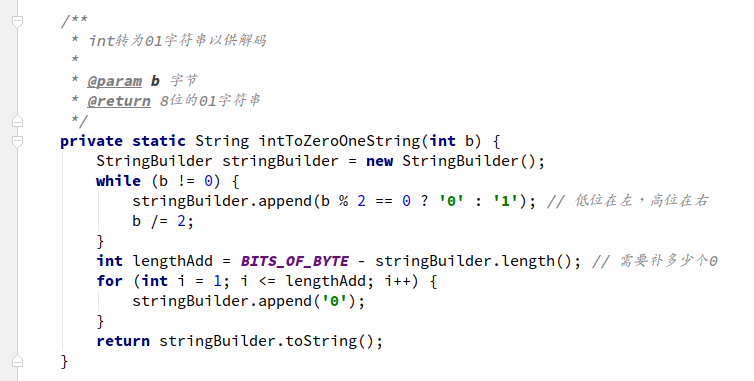 /**
 * int转为01字符串以供解码
 *
 * @param b 字节
 * @return 8位的01字符串
 */
private static String intToZeroOneString(int b) {
    StringBuilder stringBuilder = new StringBuilder();
    while (b != 0) {
        stringBuilder.append(b % 2 == 0 ? '0' : '1'); // 低位在左，高位在右
        b /= 2;
    }
    int lengthAdd = BITS_OF_BYTE - stringBuilder.length(); // 需要补多少个0
    for (int i = 1; i <= lengthAdd; i++) {
        stringBuilder.append('0');
    }
    return stringBuilder.toString();
}